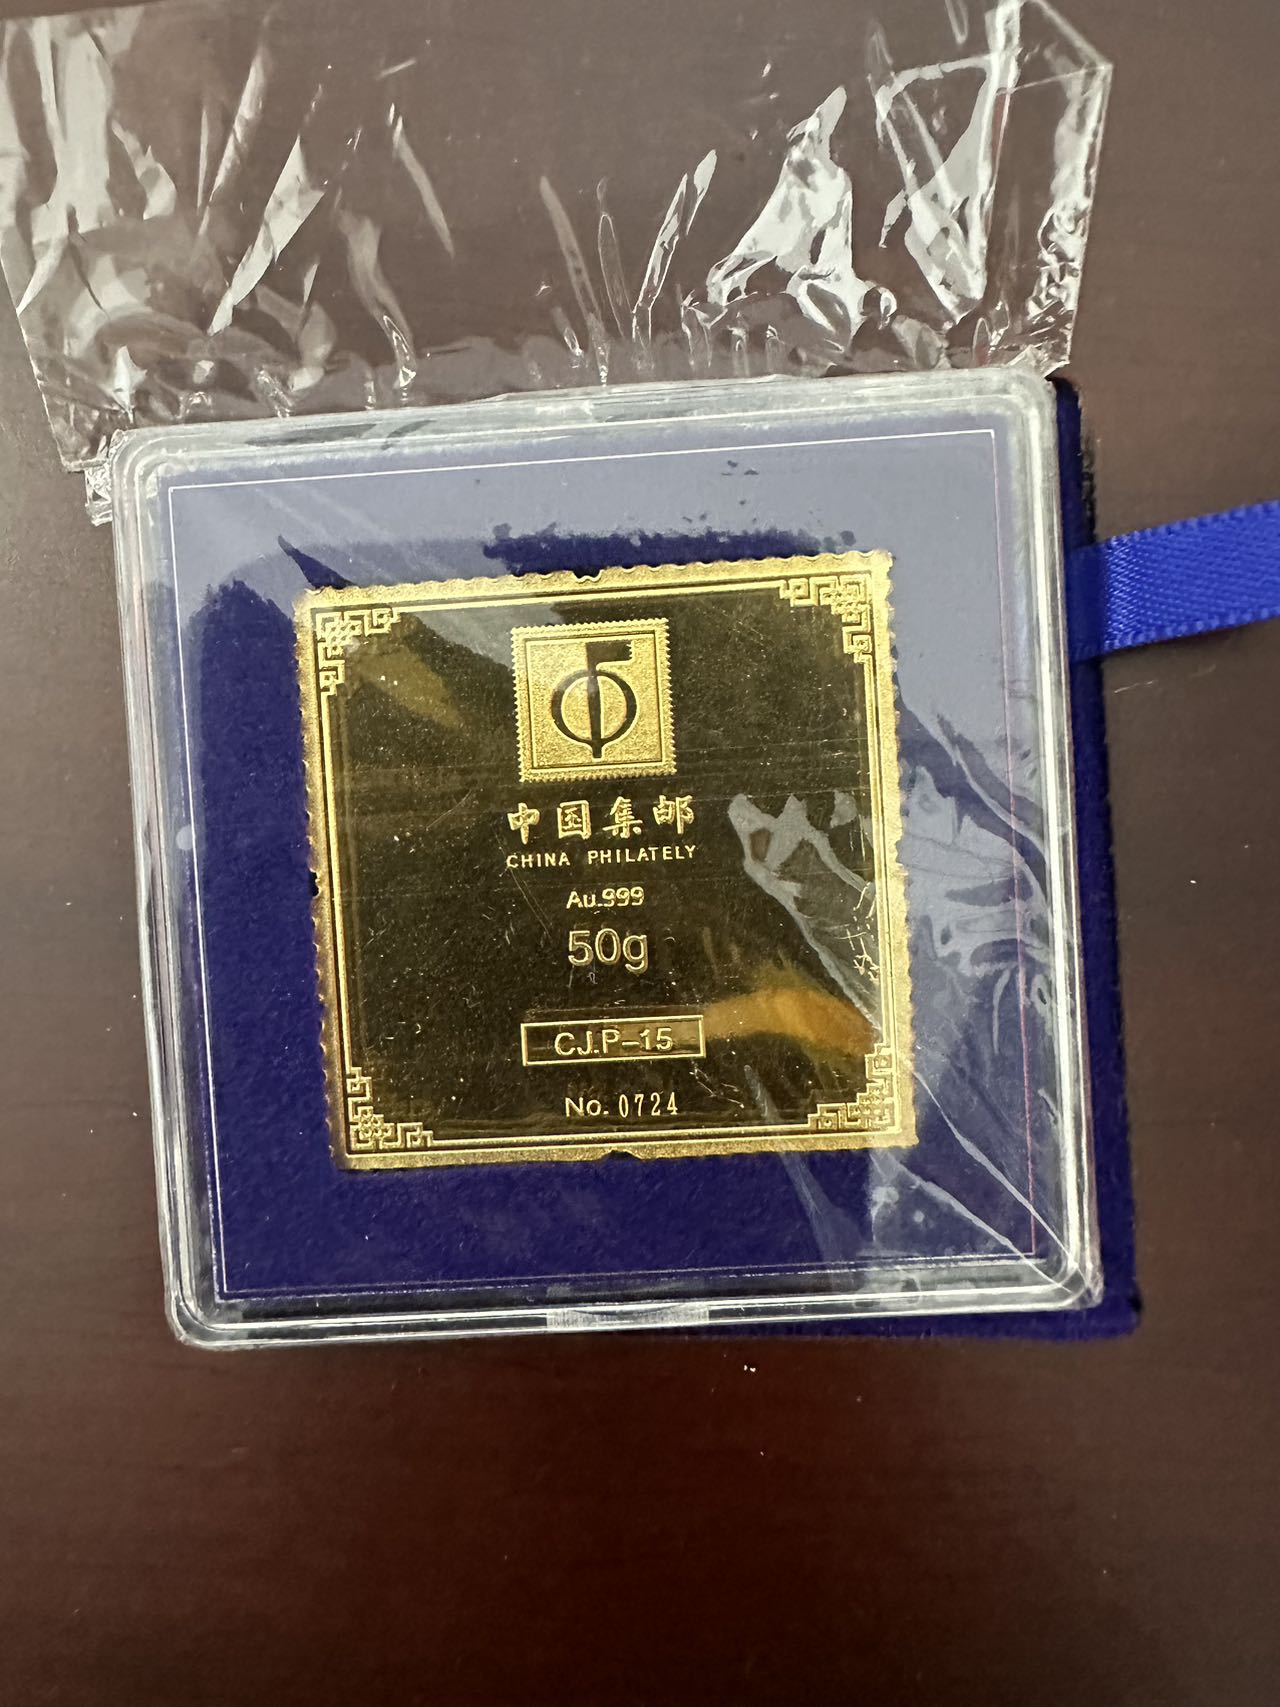 中国集邮
CHINA PHILATELY
Au.999
50g
CJ.P-15
No. 0724